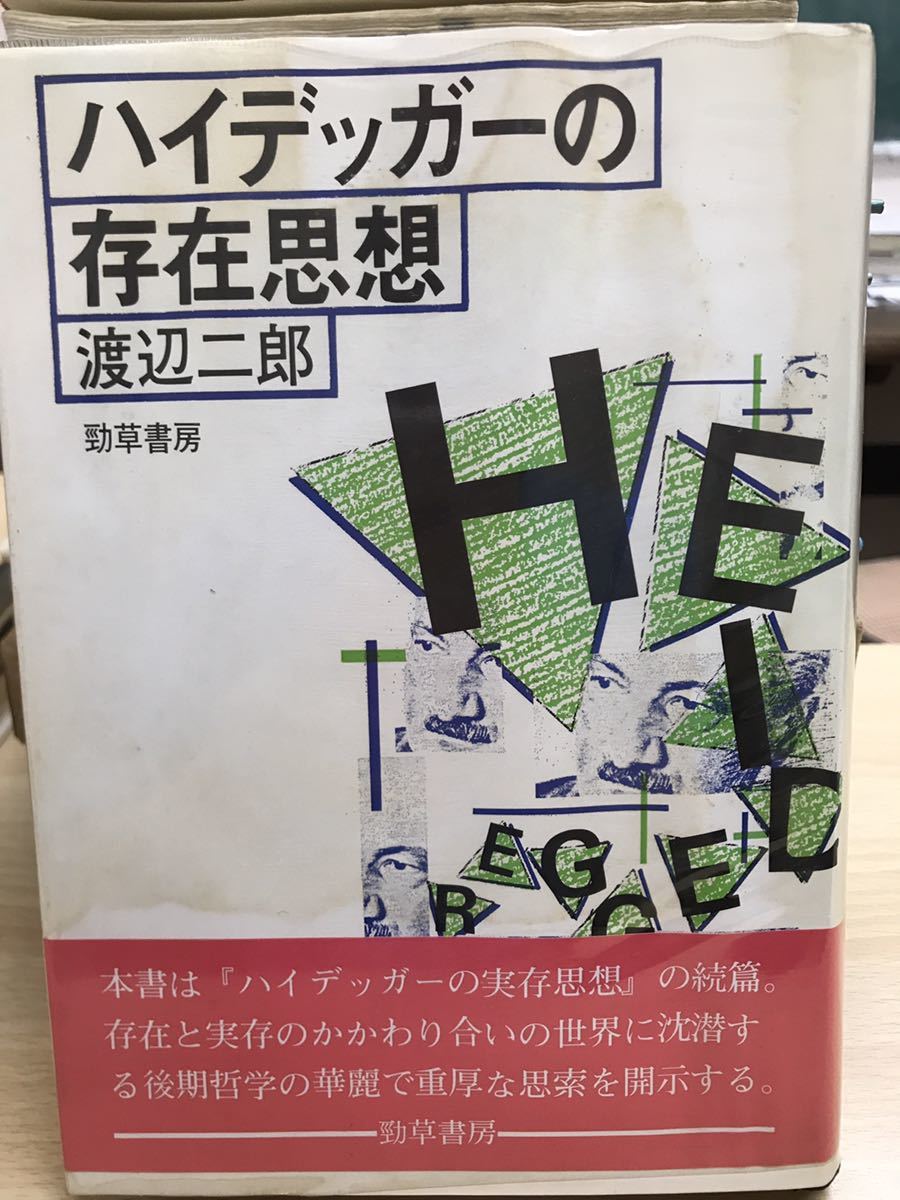 ハイデッガーの
存在思想
渡辺二郎
勁草書房
H
E
I
D
E
G
G
E
R
本書は『ハイデッガーの実存思想』の続篇。
存在と実存のかかわり合いの世界に沈潜す
る後期哲学の華麗で重厚な思索を開示する。
勁草書房